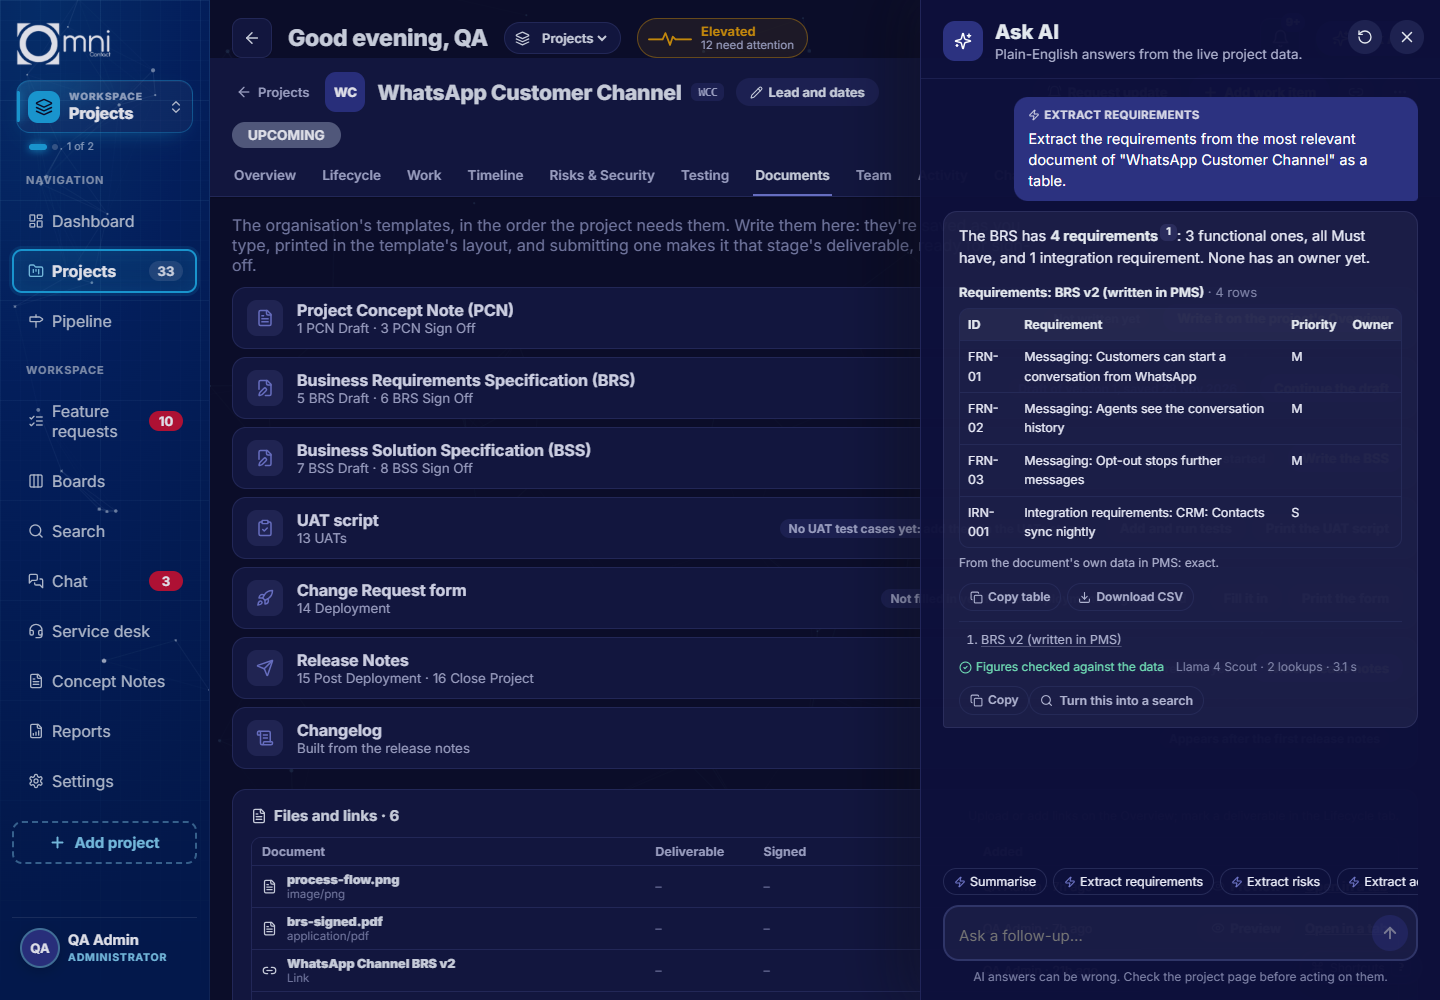 Omni
Contact
WORKSPACE
Projects
1 of 2
NAVIGATION
Dashboard
Projects 33
Pipeline
WORKSPACE
Feature requests 10
Boards
Search
Chat 3
Service desk
Concept Notes
Reports
Settings
+ Add project
QA
QA Admin
ADMINISTRATOR
Good evening, QA
Projects
Elevated
12 need attention
Projects
WC
WhatsApp Customer Channel WCC
Lead and dates
UPCOMING
Overview Lifecycle Work Timeline Risks & Security Testing Documents Team
The organisation's templates, in the order the project needs them. Write them here: they're
type, printed in the template's layout, and submitting one makes it that stage's deliverable,
off.
Project Concept Note (PCN)
1 PCN Draft · 3 PCN Sign Off
Business Requirements Specification (BRS)
5 BRS Draft · 6 BRS Sign Off
Business Solution Specification (BSS)
7 BSS Draft · 8 BSS Sign Off
UAT script
13 UATs
No UAT test cases yet:
Change Request form
14 Deployment
Not
Release Notes
15 Post Deployment · 16 Close Project
Changelog
Built from the release notes
Files and links · 6
Document Deliverable Signed
process-flow.png – –
image/png
brs-signed.pdf – –
application/pdf
WhatsApp Channel BRS v2 – –
Link
Ask AI
Plain-English answers from the live project data.
EXTRACT REQUIREMENTS
Extract the requirements from the most relevant
document of "WhatsApp Customer Channel" as a
table.
The BRS has 4 requirements 1 : 3 functional ones, all Must
have, and 1 integration requirement. None has an owner yet.
Requirements: BRS v2 (written in PMS) · 4 rows
ID Requirement Priority Owner
FRN-01 Messaging: Customers can start a conversation from WhatsApp M
FRN-02 Messaging: Agents see the conversation history M
FRN-03 Messaging: Opt-out stops further messages M
IRN-001 Integration requirements: CRM: Contacts sync nightly S
From the document's own data in PMS: exact.
Copy table Download CSV
1. BRS v2 (written in PMS)
Figures checked against the data Llama 4 Scout · 2 lookups · 3.1 s
Copy Turn this into a search
Summarise Extract requirements Extract risks Extract
Ask a follow-up...
AI answers can be wrong. Check the project page before acting on them.